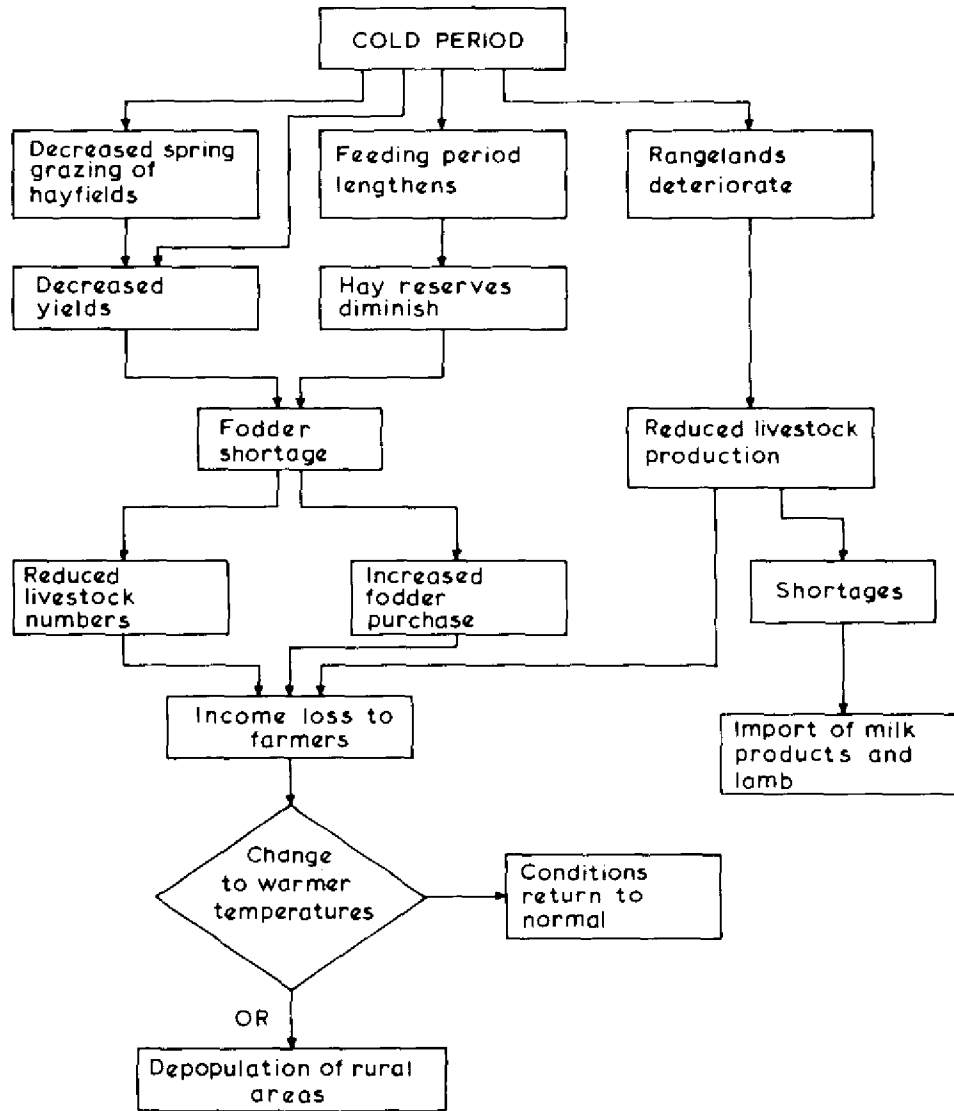 COLD PERIOD
Decreased spring
grazing of
hayfields
Feeding period
lengthens
Rangelands
deteriorate
Decreased
yields
Hay reserves
diminish
Fodder
shortage
Reduced livestock
production
Reduced
livestock
numbers
Increased
fodder
purchase
Shortages
Income loss to
farmers
Import of milk
products and
lamb
Change
to warmer
temperatures
Conditions
return to
normal
OR
Depopulation of rural
areas